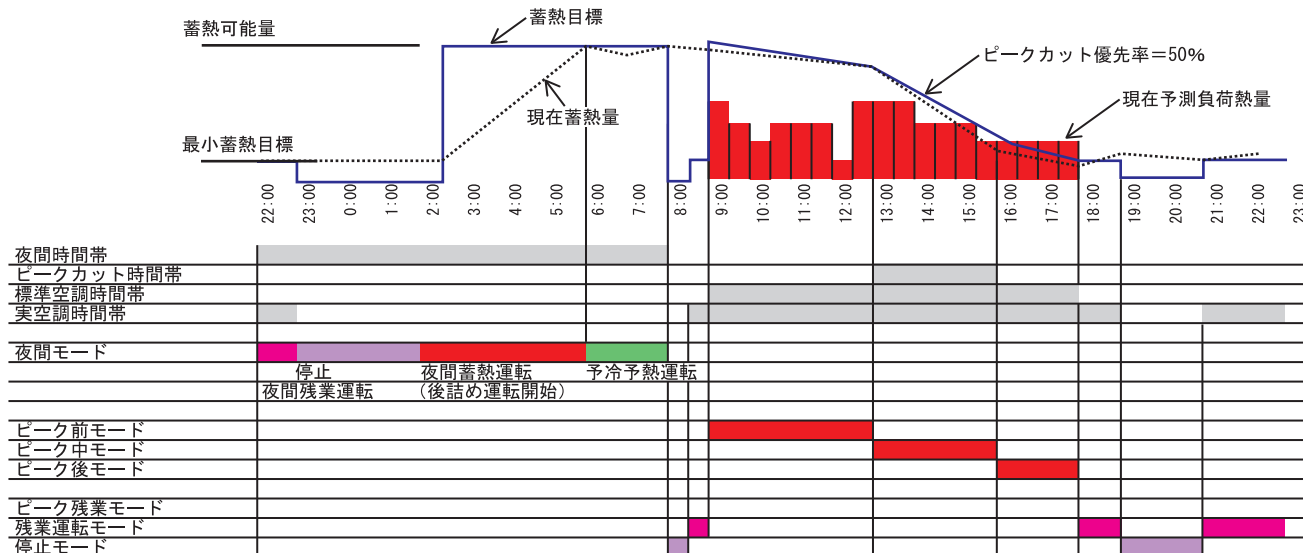 蓄熱可能量
蓄熱目標
ピークカット優先率＝50%
現在蓄熱量
現在予測負荷熱量
最小蓄熱目標
22:00 23:00 0:00 1:00 2:00 3:00 4:00 5:00 6:00 7:00 8:00 9:00 10:00 11:00 12:00 13:00 14:00 15:00 16:00 17:00 18:00 19:00 20:00 21:00 22:00 23:00
夜間時間帯
ピークカット時間帯
標準空調時間帯
実空調時間帯
夜間モード
停止 夜間蓄熱運転 予冷予熱運転
夜間残業運転 （後詰め運転開始）
ピーク前モード
ピーク中モード
ピーク後モード
ピーク残業モード
残業運転モード
停止モード